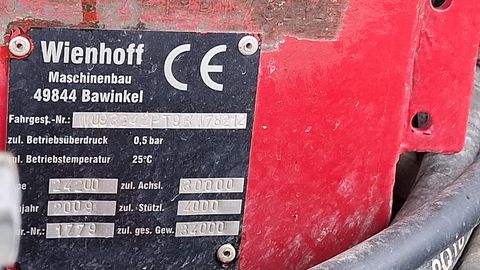 Wienhoff
Maschinenbau
49844 Bawinkel
CE
Fahrgest.-Nr.:
zul. Betriebsüberdruck 0,5 bar
zul. Betriebstemperatur 25°C
24200 zul. Achsl. 30000
2009 zul. Stützl. 4000
1779 zul. ges. Gew. 34000